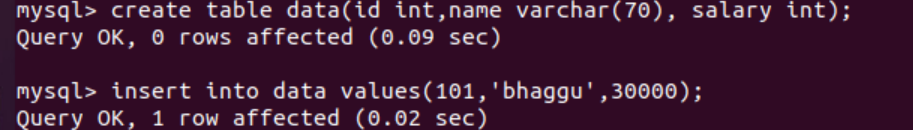 mysql> create table data(id int,name varchar(70), salary int);
Query OK, 0 rows affected (0.09 sec)
mysql> insert into data values(101,'bhaggu',30000);
Query OK, 1 row affected (0.02 sec)